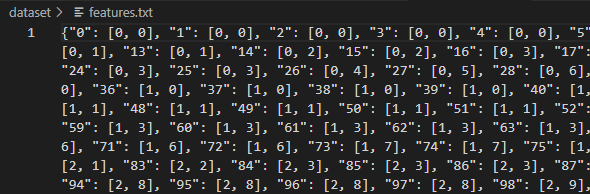 dataset > features.txt
1 {"0": [0, 0], "1": [0, 0], "2": [0, 0], "3": [0, 0], "4": [0, 0], "5"
[0, 1], "13": [0, 1], "14": [0, 2], "15": [0, 2], "16": [0, 3], "17":
"24": [0, 3], "25": [0, 3], "26": [0, 4], "27": [0, 5], "28": [0, 6],
0], "36": [1, 0], "37": [1, 0], "38": [1, 0], "39": [1, 0], "40": [1
[1, 1], "48": [1, 1], "49": [1, 1], "50": [1, 1], "51": [1, 1], "52":
"59": [1, 3], "60": [1, 3], "61": [1, 3], "62": [1, 3], "63": [1, 3],
6], "71": [1, 6], "72": [1, 6], "73": [1, 7], "74": [1, 7], "75": [1,
[2, 1], "83": [2, 2], "84": [2, 3], "85": [2, 3], "86": [2, 3], "87":
"94": [2, 8], "95": [2, 8], "96": [2, 8], "97": [2, 8], "98": [2, 9],